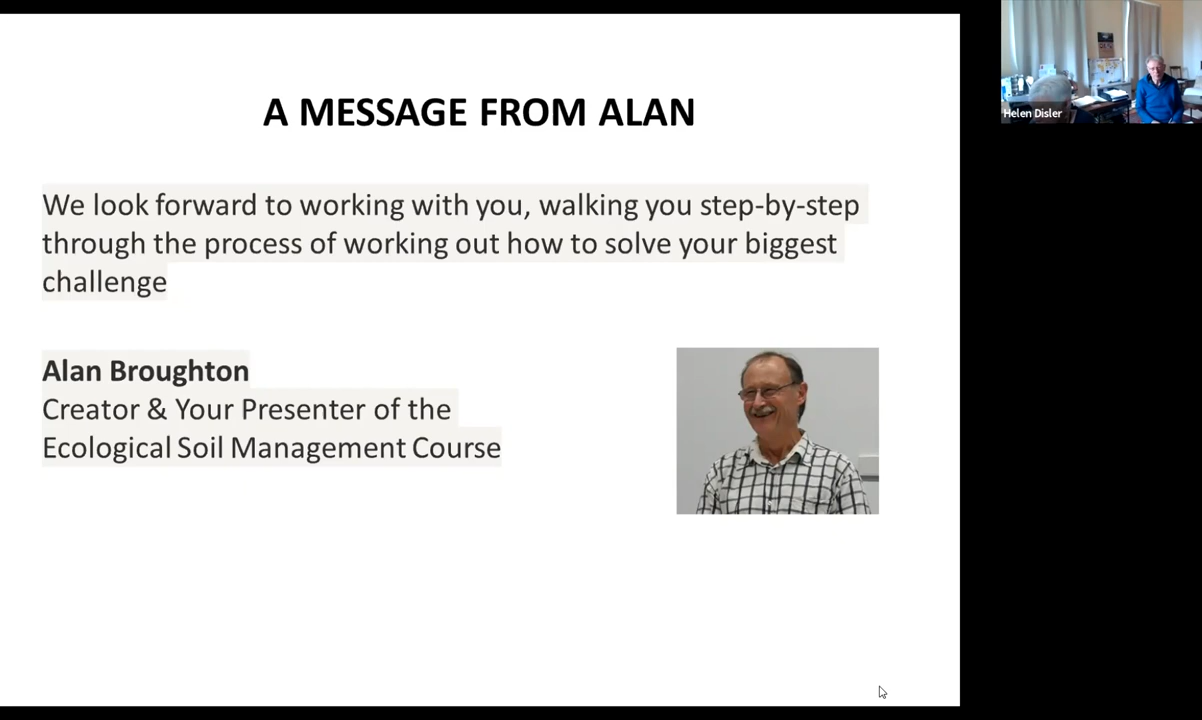 A MESSAGE FROM ALAN
We look forward to working with you, walking you step-by-step
through the process of working out how to solve your biggest
challenge
Alan Broughton
Creator & Your Presenter of the
Ecological Soil Management Course
Helen Disler